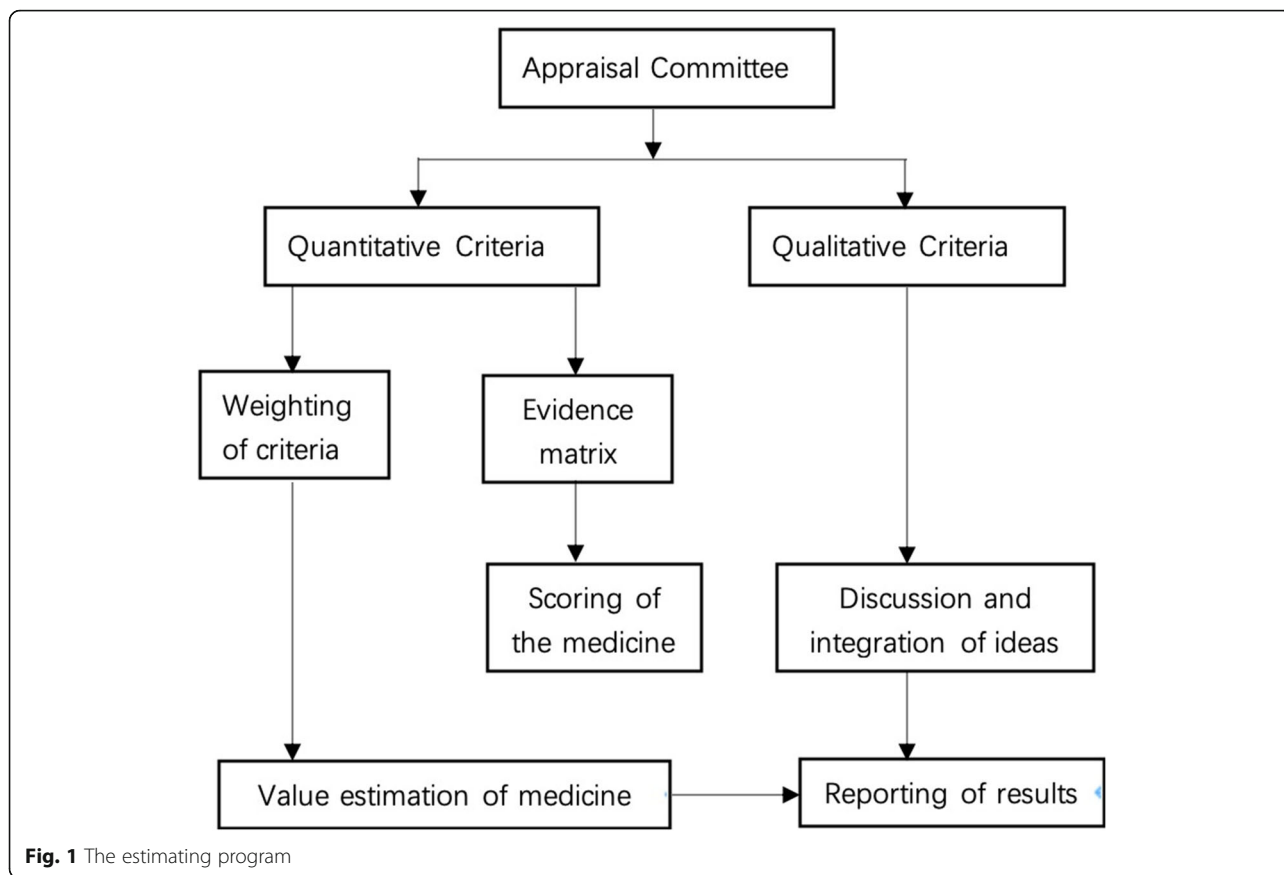 Appraisal Committee
Quantitative Criteria
Qualitative Criteria
Weighting
of criteria
Evidence
matrix
Scoring of
the medicine
Discussion and
integration of ideas
Value estimation of medicine
Reporting of results
Fig. 1 The estimating program